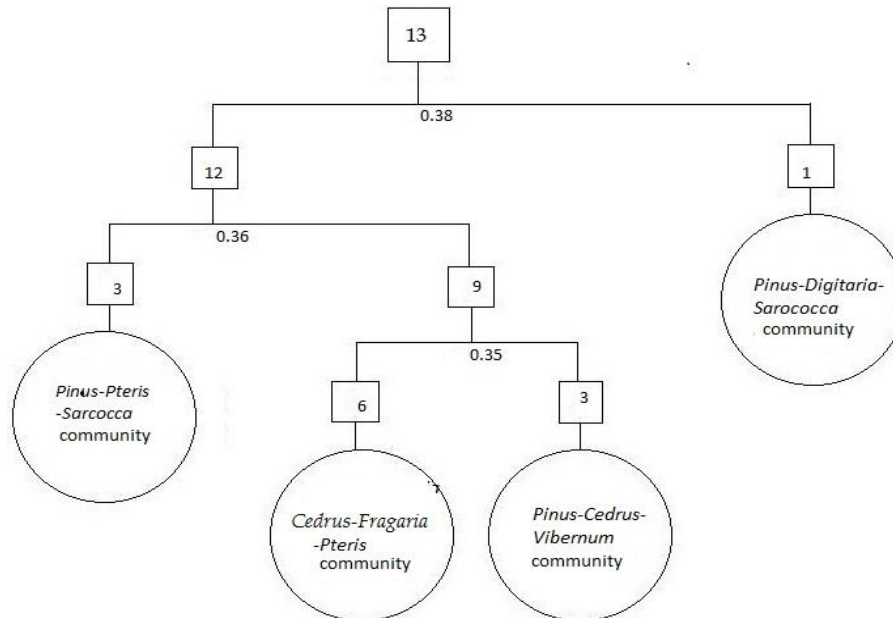 13
0.38
12
1
0.36
3
9
Pinus-Digitaria-
Sarococca
community
0.35
Pinus-Pteris
-Sarcocca
community
6
3
Cedrus-Fragaria
-Pteris
community
Pinus-Cedrus-
Vibernum
community